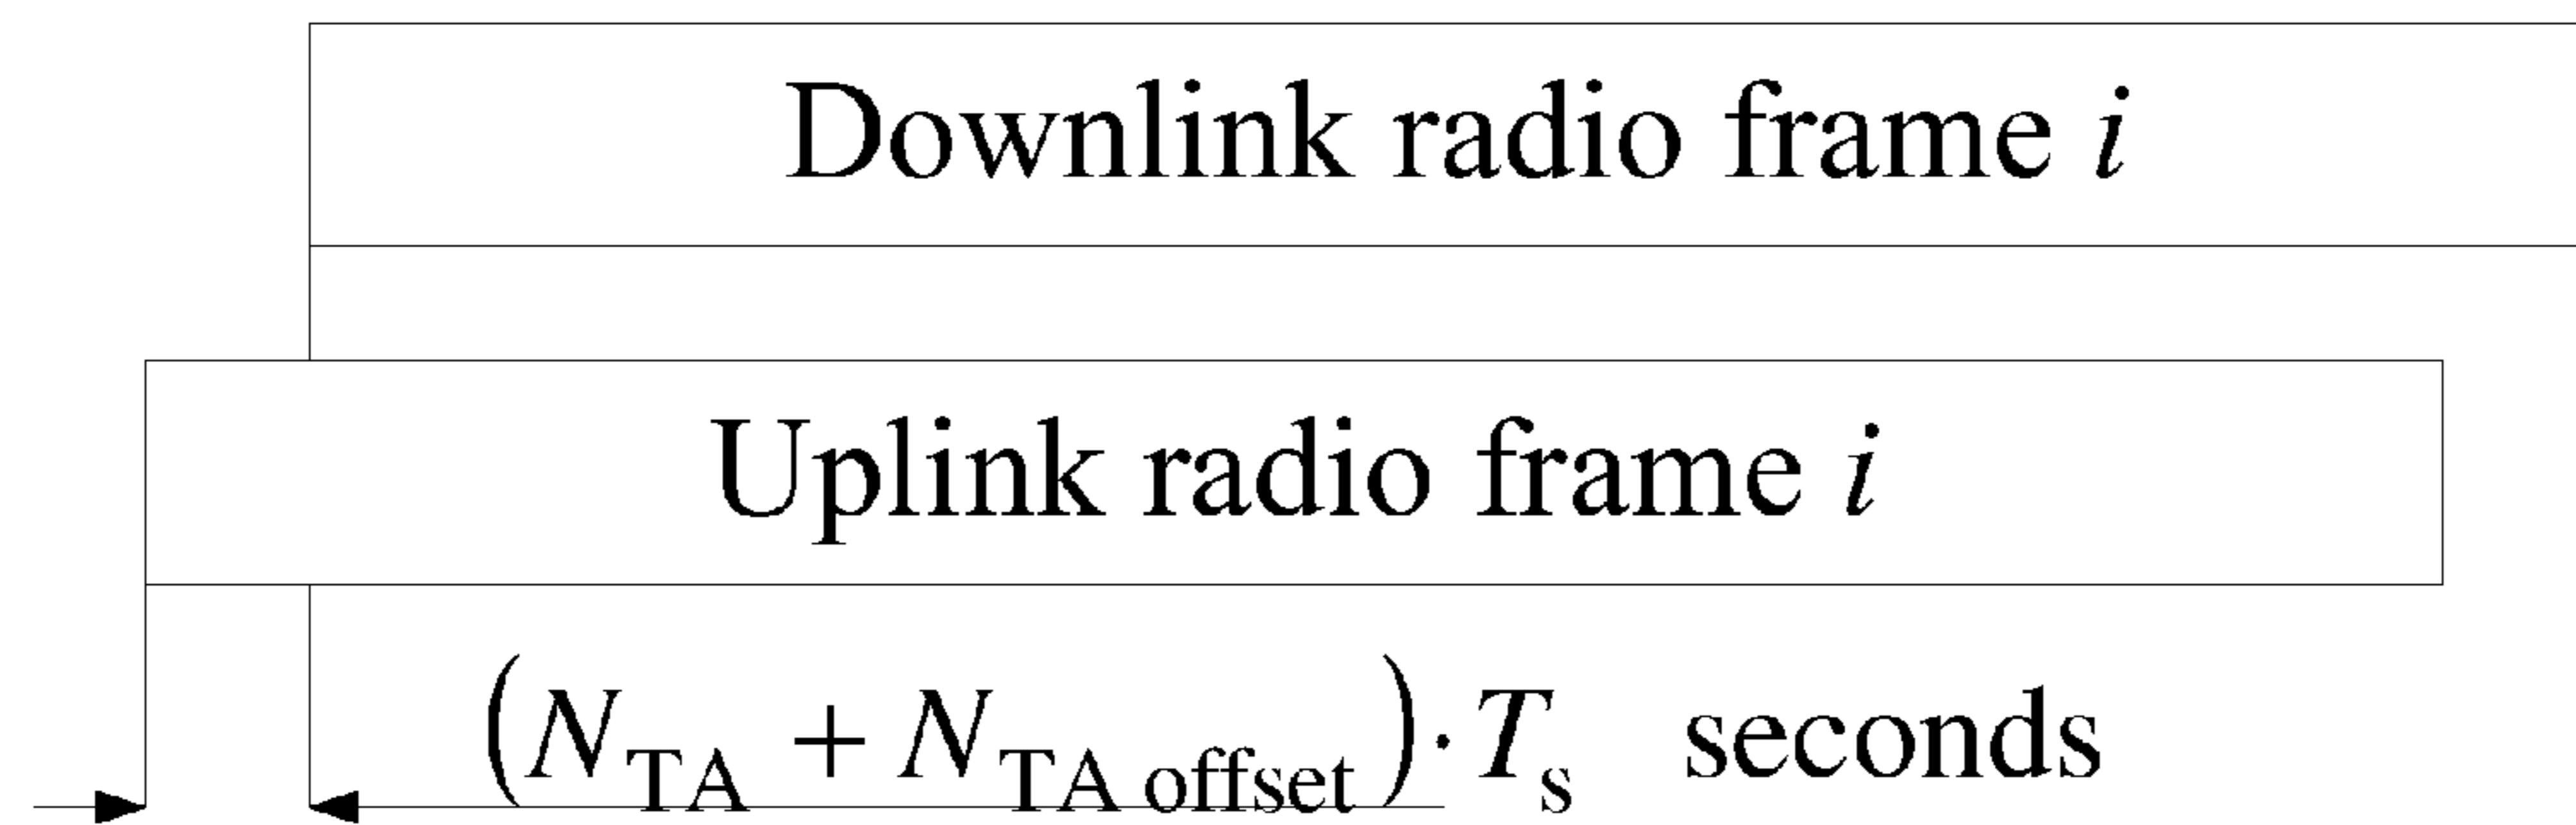 Downlink radio frame i
Uplink radio frame i
(N_TA + N_TA offset) · T_s seconds